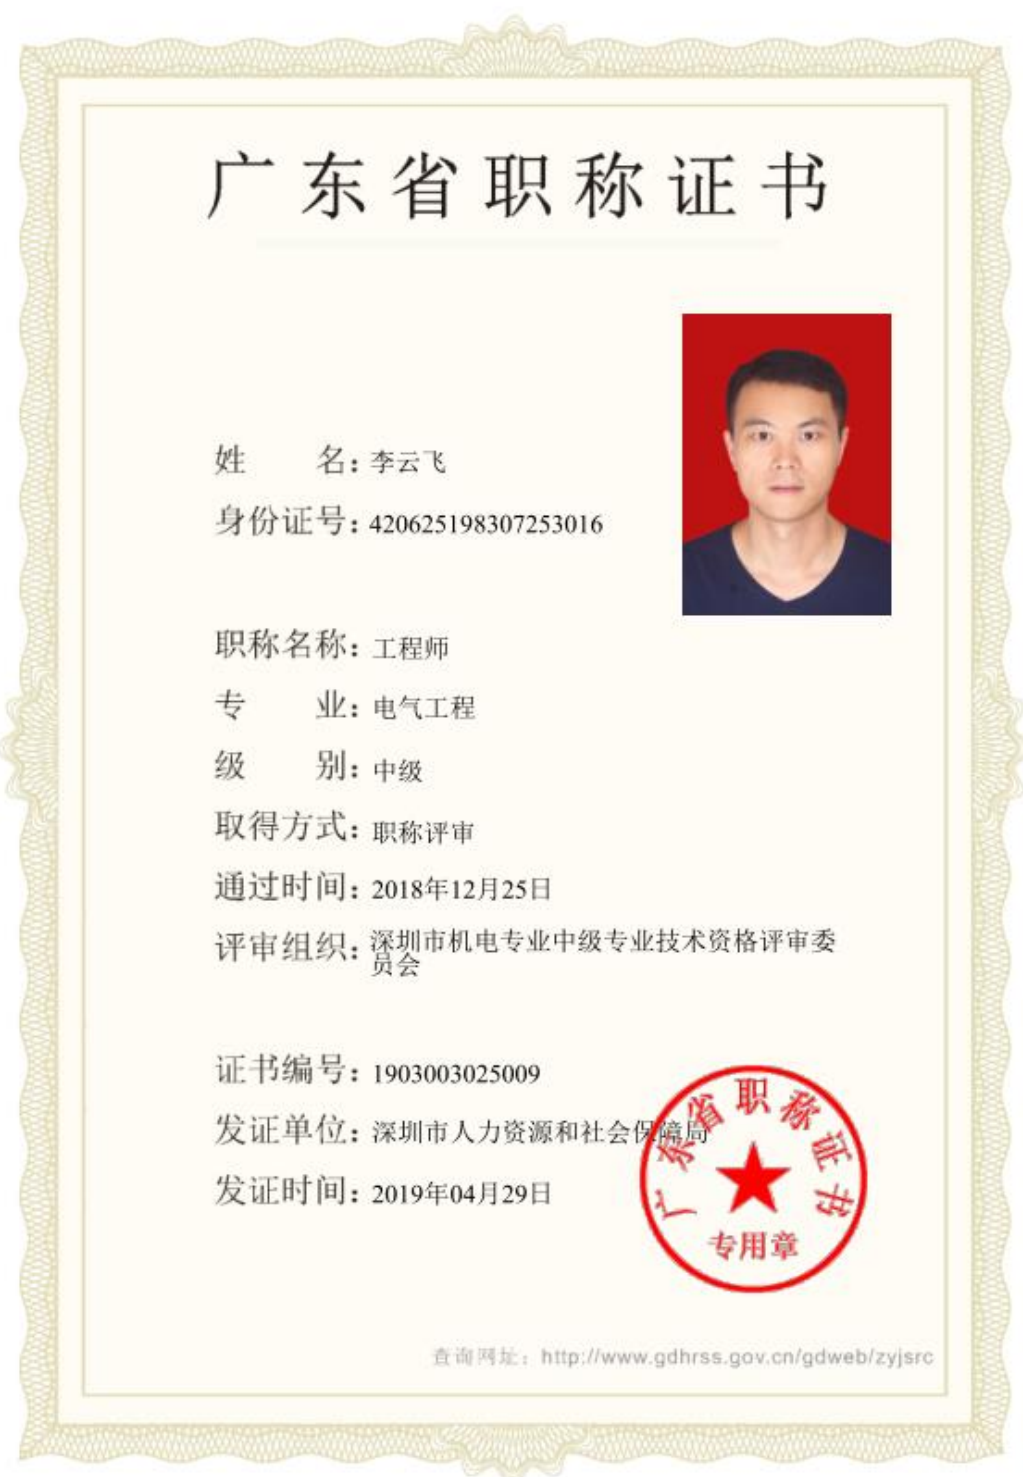 广东省职称证书
姓 名：李云飞
身份证号：420625198307253016
职称名称：工程师
专 业：电气工程
级 别：中级
取得方式：职称评审
通过时间：2018年12月25日
评审组织：深圳市机电专业中级专业技术资格评审委
员会
证书编号：1903003025009
发证单位：深圳市人力资源和社会保障局
发证时间：2019年04月29日
广东省职称证书
专用章
查询网址：http://www.gdhrss.gov.cn/gdweb/zyjsrc